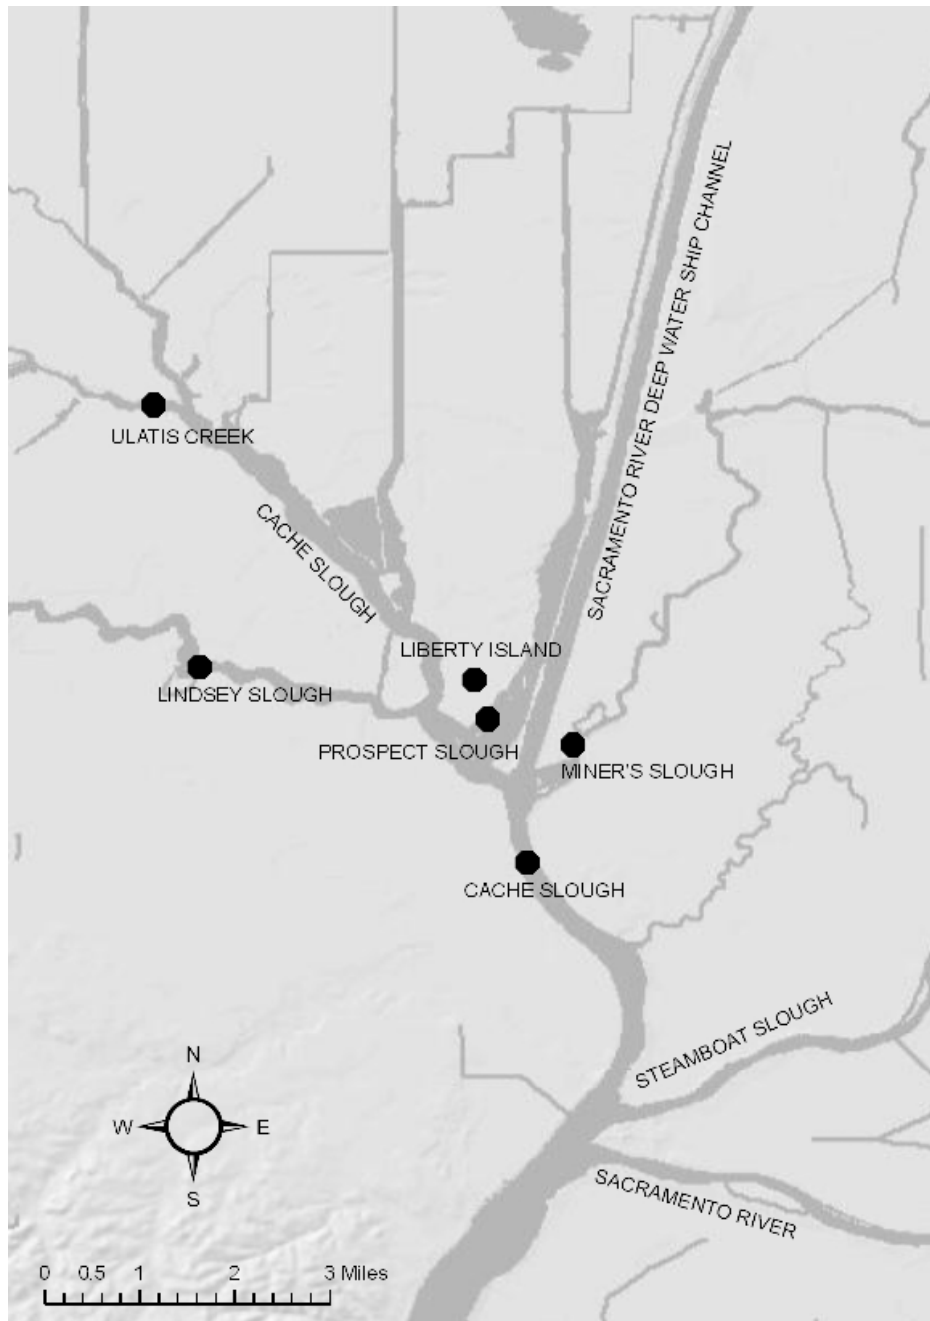 SACRAMENTO RIVER DEEP WATER SHIP CHANNEL
ULATIS CREEK
CACHE SLOUGH
LIBERTY ISLAND
LINDSEY SLOUGH
PROSPECT SLOUGH
MINER'S SLOUGH
CACHE SLOUGH
STEAMBOAT SLOUGH
N
W E
S
SACRAMENTO RIVER
0 0.5 1 2 3 Miles